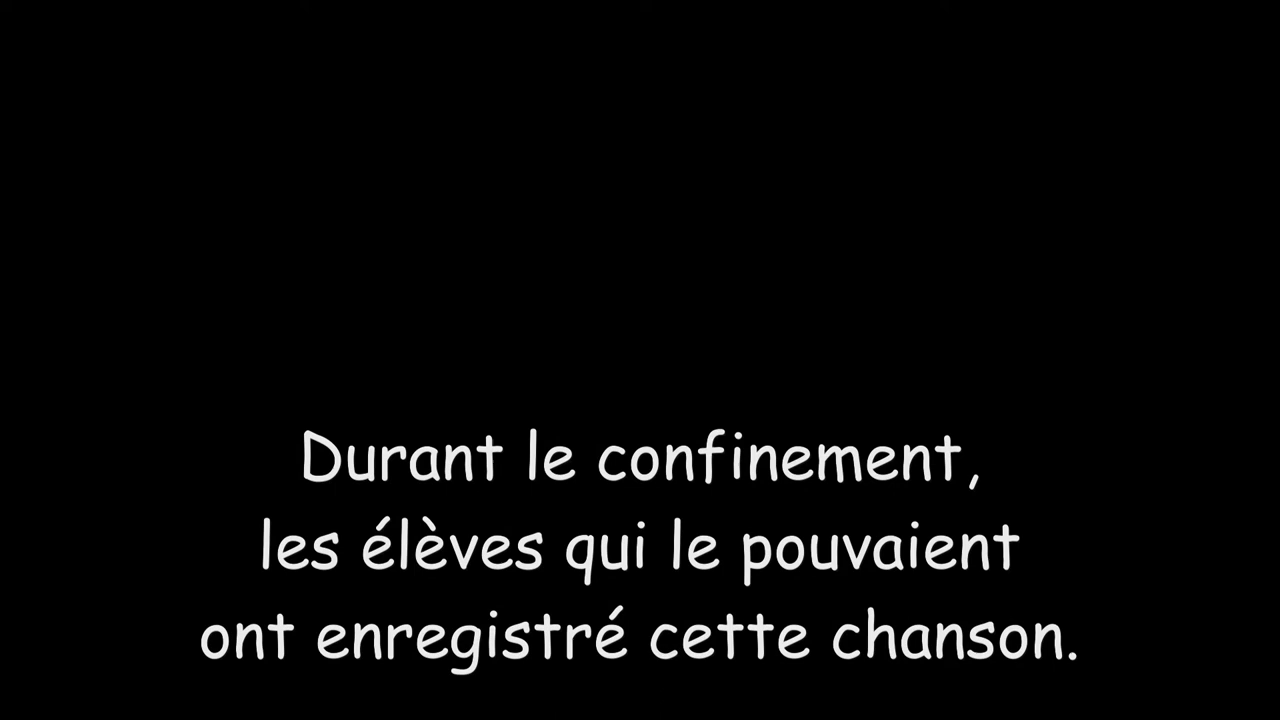 Durant le confinement,
les élèves qui le pouvaient
ont enregistré cette chanson.